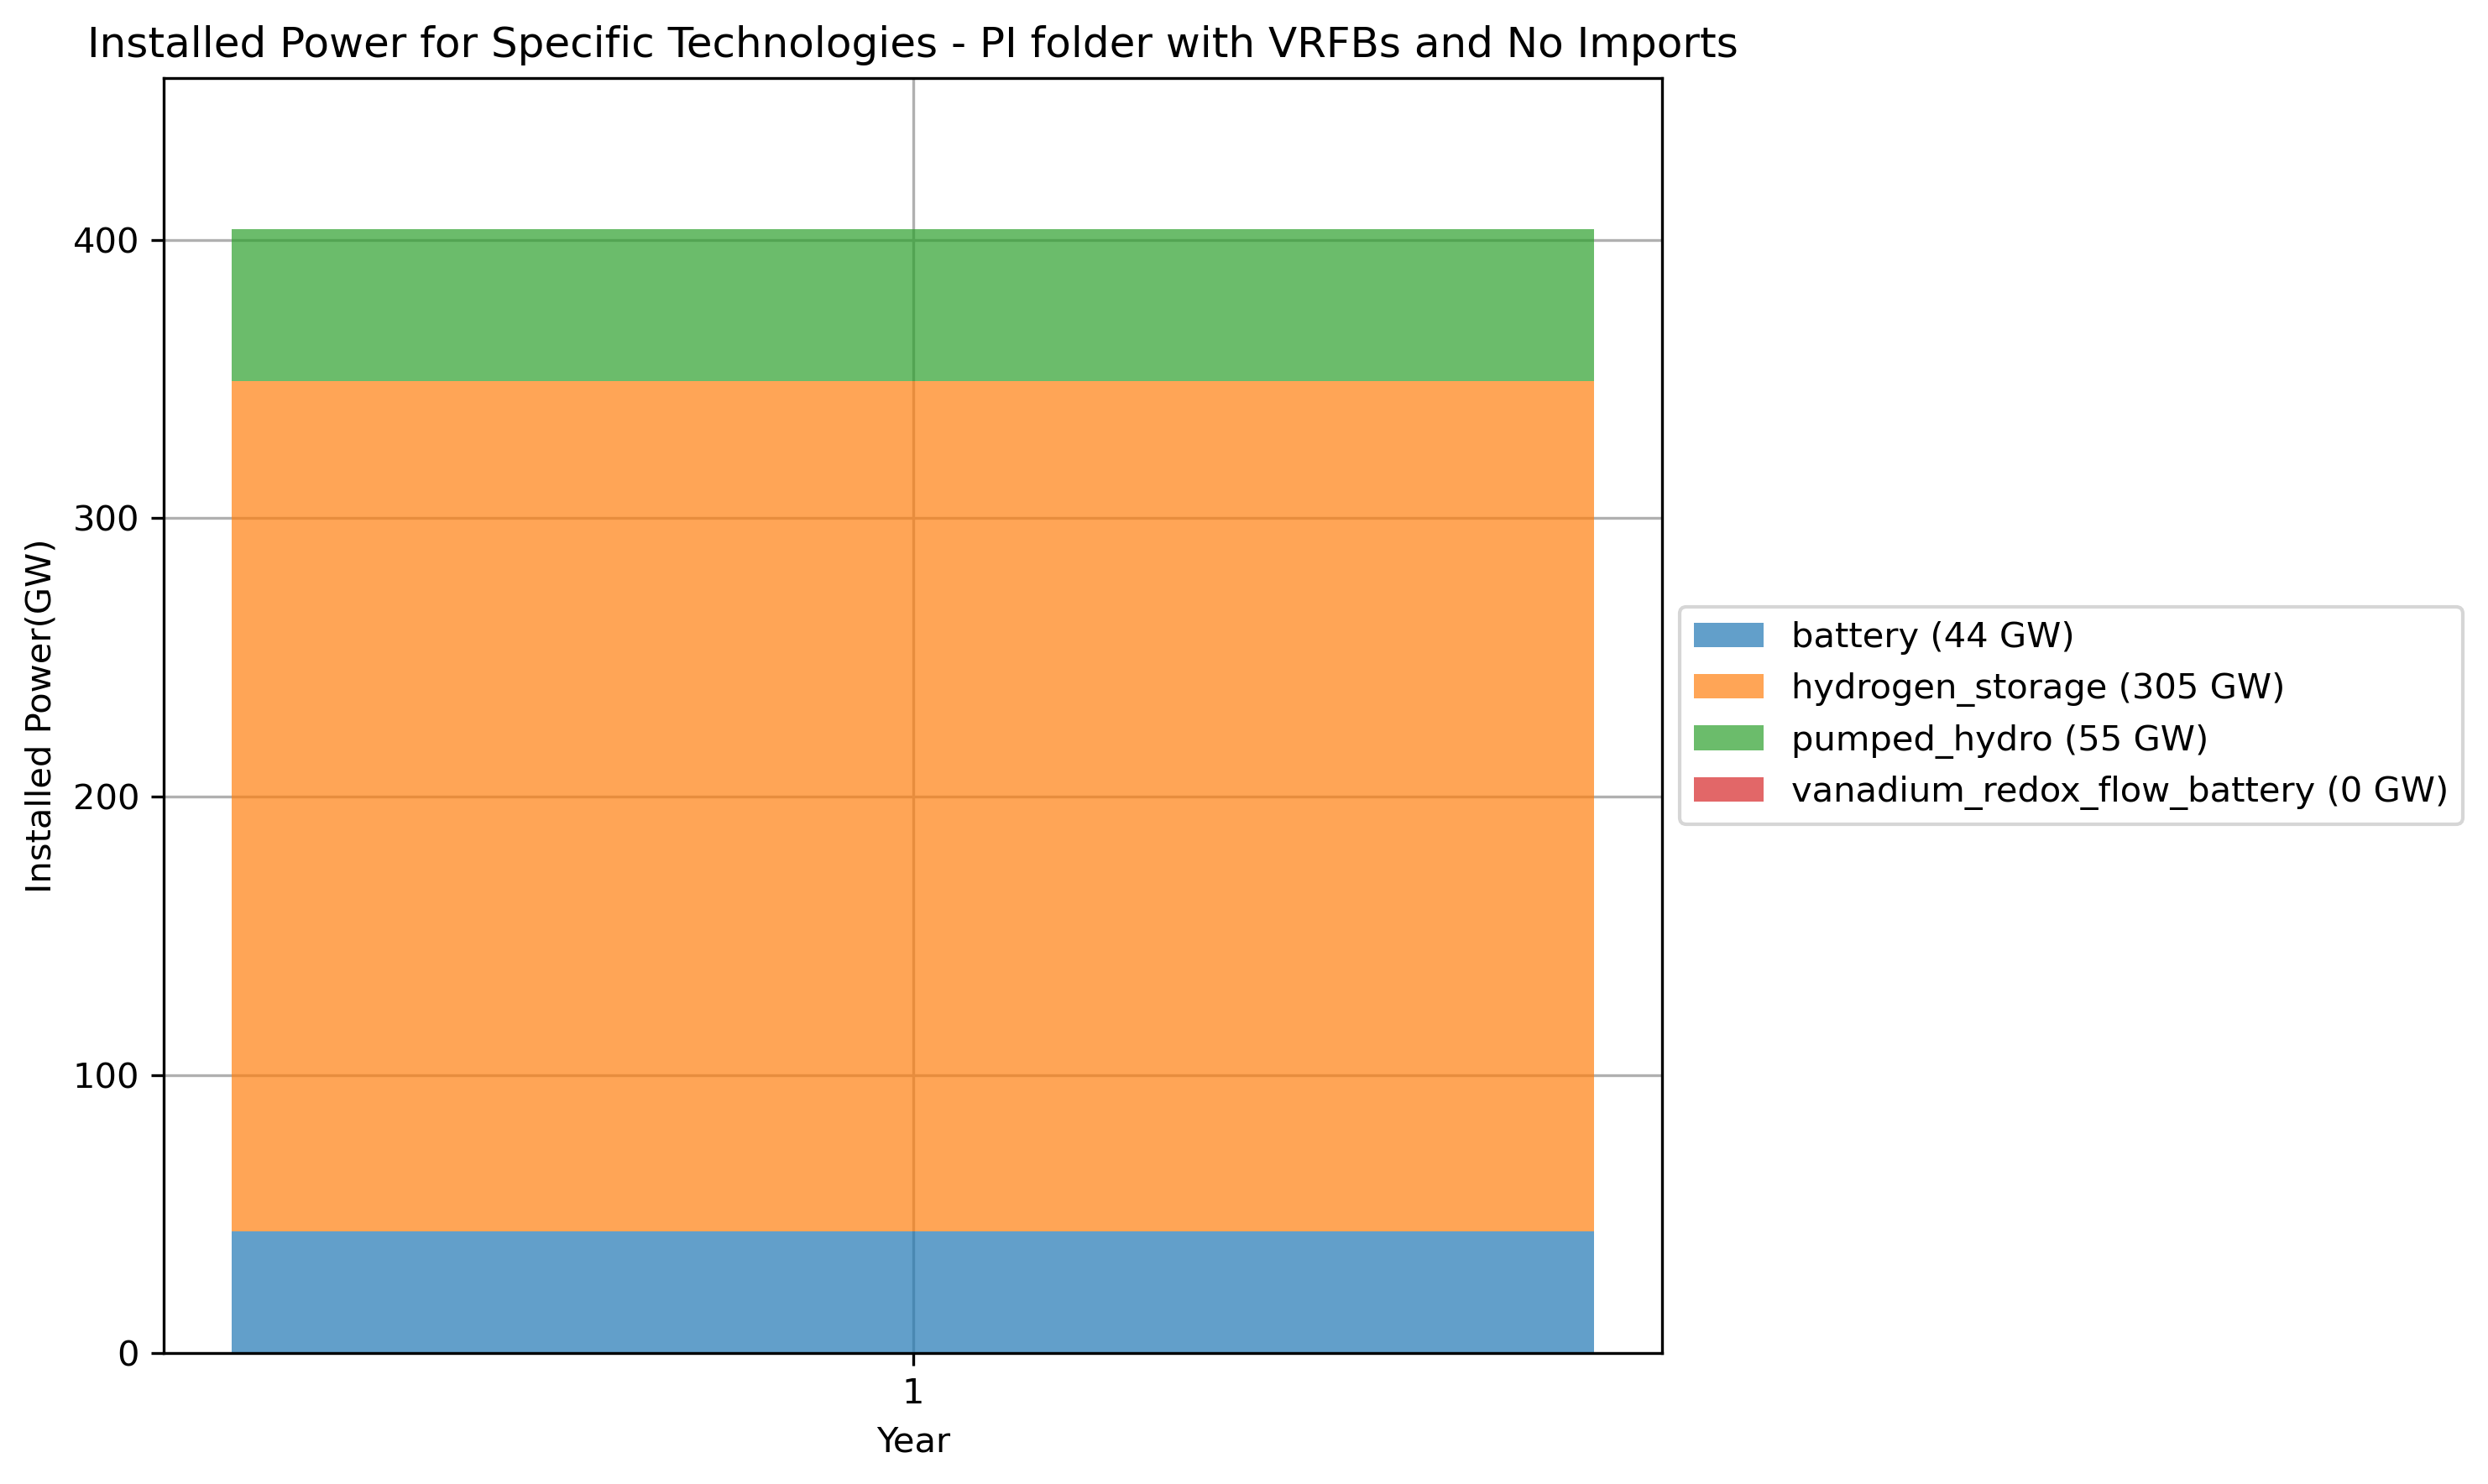 Installed Power for Specific Technologies - PI folder with VRFBs and No Imports
Installed Power(GW)
400
300
200
100
0
1
Year
battery (44 GW)
hydrogen_storage (305 GW)
pumped_hydro (55 GW)
vanadium_redox_flow_battery (0 GW)